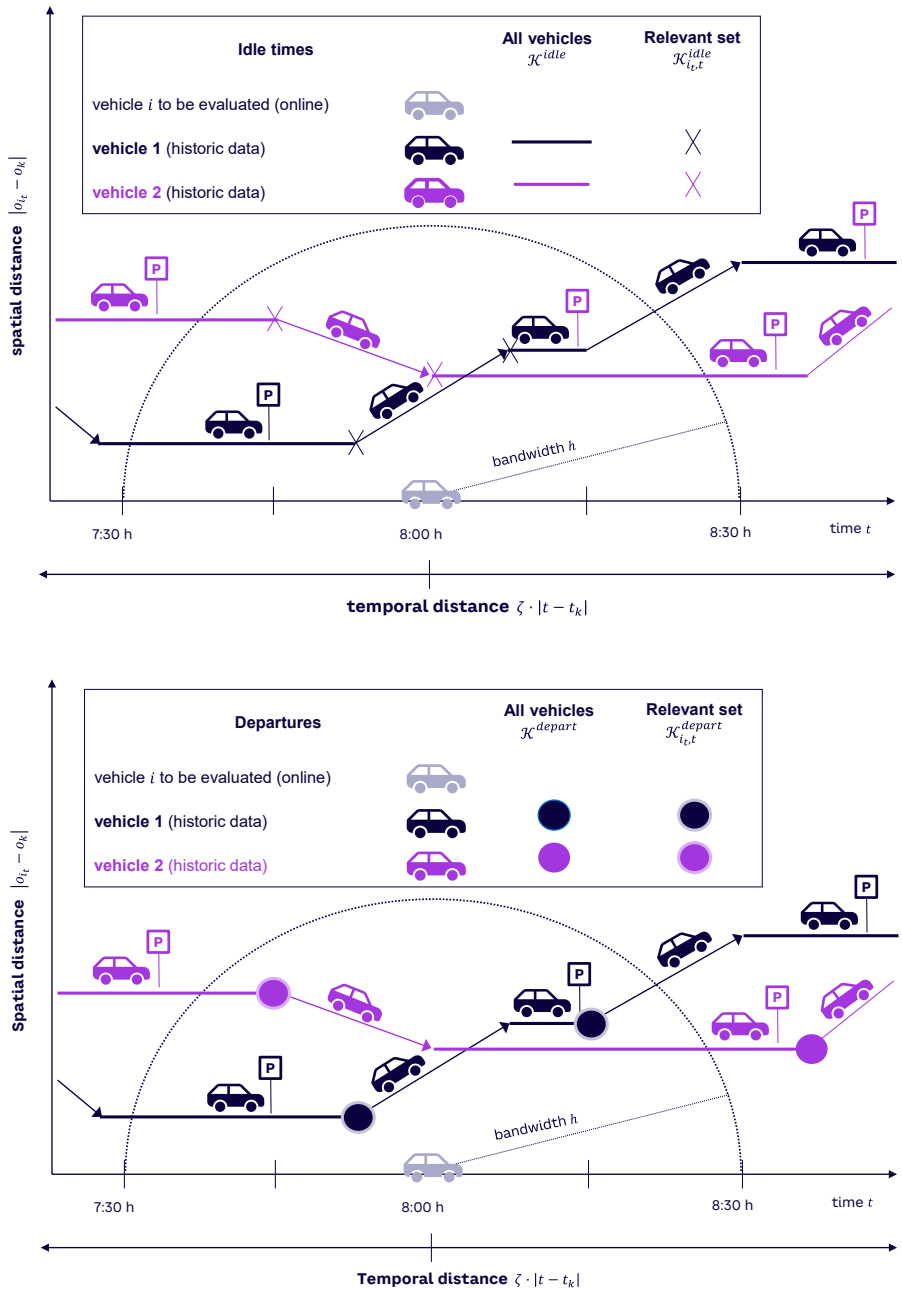 Idle times
All vehicles
𝒦^{idle}
Relevant set
𝒦^{idle}_{i_t,t}
vehicle i to be evaluated (online)
vehicle 1 (historic data)
vehicle 2 (historic data)
spatial distance |o_{i_t} − o_k|
P
P
P
P
P
bandwidth h
7:30 h
8:00 h
8:30 h
time t
temporal distance ζ · |t − t_k|
Departures
All vehicles
𝒦^{depart}
Relevant set
𝒦^{depart}_{i_t,t}
vehicle i to be evaluated (online)
vehicle 1 (historic data)
vehicle 2 (historic data)
Spatial distance |o_{i_t} − o_k|
P
P
P
P
P
bandwidth h
7:30 h
8:00 h
8:30 h
time t
Temporal distance ζ · |t − t_k|